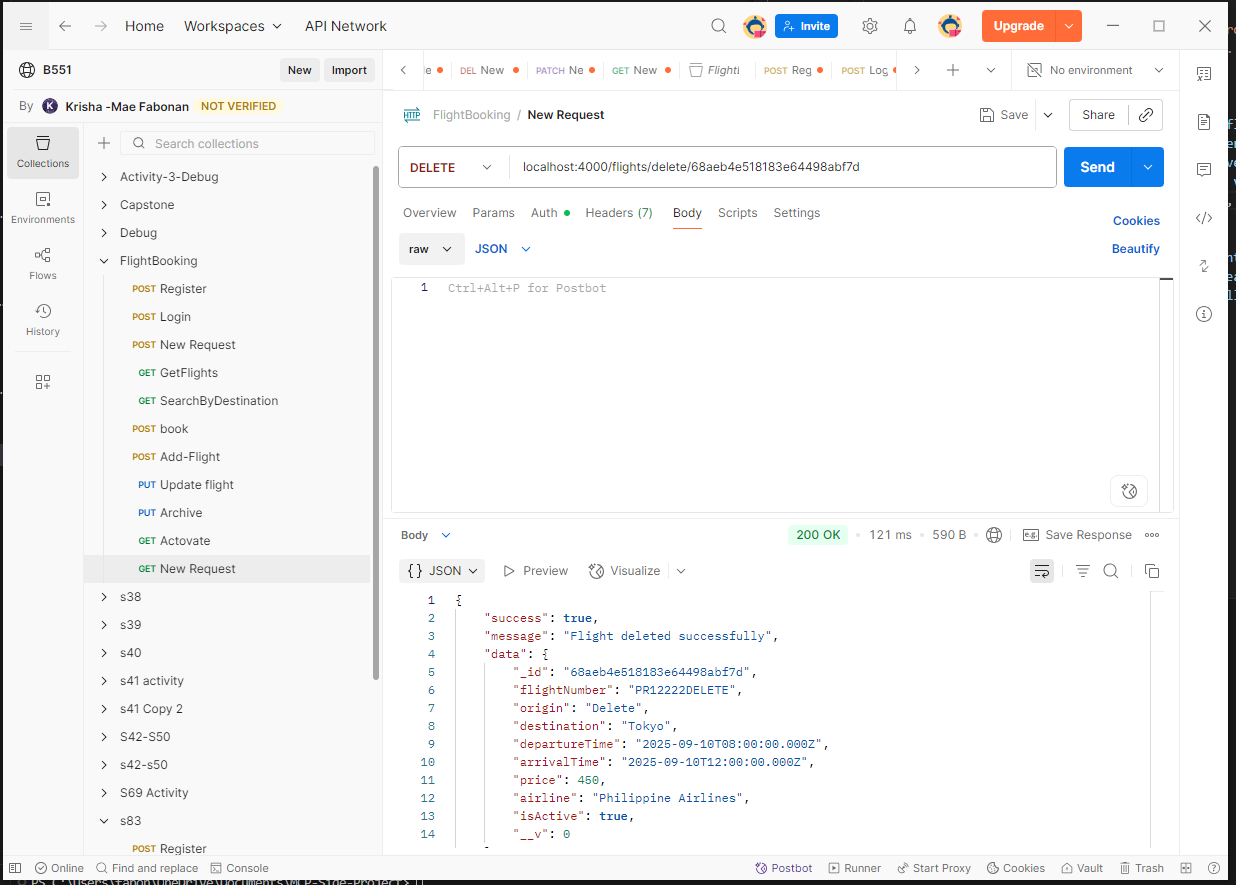 Home Workspaces API Network Invite Upgrade
B551 New Import
DEL New PATCH Ne GET New Flighti POST Reg POST Log No environment
By K Krisha -Mae Fabonan NOT VERIFIED
Collections
Environments
Flows
History
Search collections
Activity-3-Debug
Capstone
Debug
FlightBooking
POST Register
POST Login
POST New Request
GET GetFlights
GET SearchByDestination
POST book
POST Add-Flight
PUT Update flight
PUT Archive
GET Actovate
GET New Request
s38
s39
s40
s41 activity
s41 Copy 2
S42-S50
s42-s50
S69 Activity
s83
POST Register
HTTP FlightBooking / New Request Save Share
DELETE localhost:4000/flights/delete/68aeb4e518183e64498abf7d Send
Overview Params Auth Headers (7) Body Scripts Settings Cookies
raw JSON Beautify
1 Ctrl+Alt+P for Postbot
Body 200 OK 121 ms 590 B e.g. Save Response
{} JSON Preview Visualize
1 {
2 "success": true,
3 "message": "Flight deleted successfully",
4 "data": {
5 "_id": "68aeb4e518183e64498abf7d",
6 "flightNumber": "PR12222DELETE",
7 "origin": "Delete",
8 "destination": "Tokyo",
9 "departureTime": "2025-09-10T08:00:00.000Z",
10 "arrivalTime": "2025-09-10T12:00:00.000Z",
11 "price": 450,
12 "airline": "Philippine Airlines",
13 "isActive": true,
14 "__v": 0
Online Find and replace Console Postbot Runner Start Proxy Cookies Vault Trash
PS C:\Users\fabon\OneDrive\Documents\MCP-Side-Project>